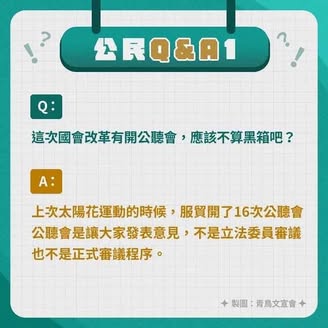 公民Q&A1
Q:
這次國會改革有開公聽會，應該不算黑箱吧？
A:
上次太陽花運動的時候，服貿開了16次公聽會
公聽會是讓大家發表意見，不是立法委員審議
也不是正式審議程序。
製圖：青鳥文宣會